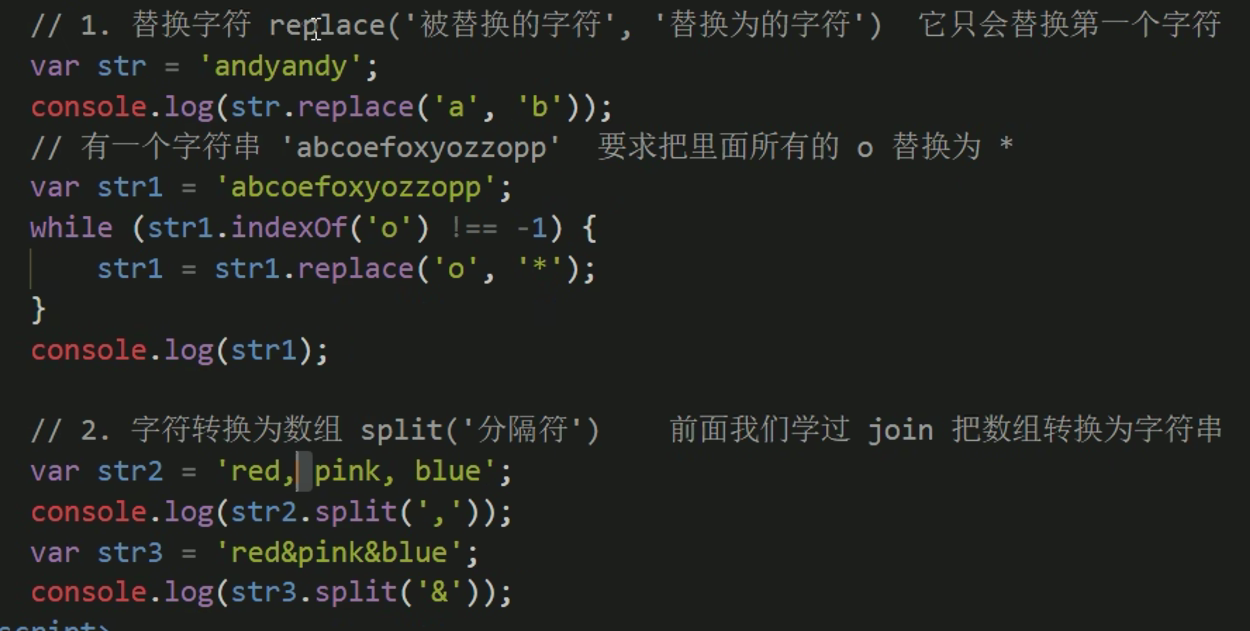 // 1. 替换字符 replace('被替换的字符', '替换为的字符')  它只会替换第一个字符
var str = 'andyandy';
console.log(str.replace('a', 'b'));
// 有一个字符串 'abcoefoxyozzopp'  要求把里面所有的 o 替换为 *
var str1 = 'abcoefoxyozzopp';
while (str1.indexOf('o') !== -1) {
    str1 = str1.replace('o', '*');
}
console.log(str1);
// 2. 字符转换为数组 split('分隔符')    前面我们学过 join 把数组转换为字符串
var str2 = 'red, pink, blue';
console.log(str2.split(','));
var str3 = 'red&pink&blue';
console.log(str3.split('&'));
script>